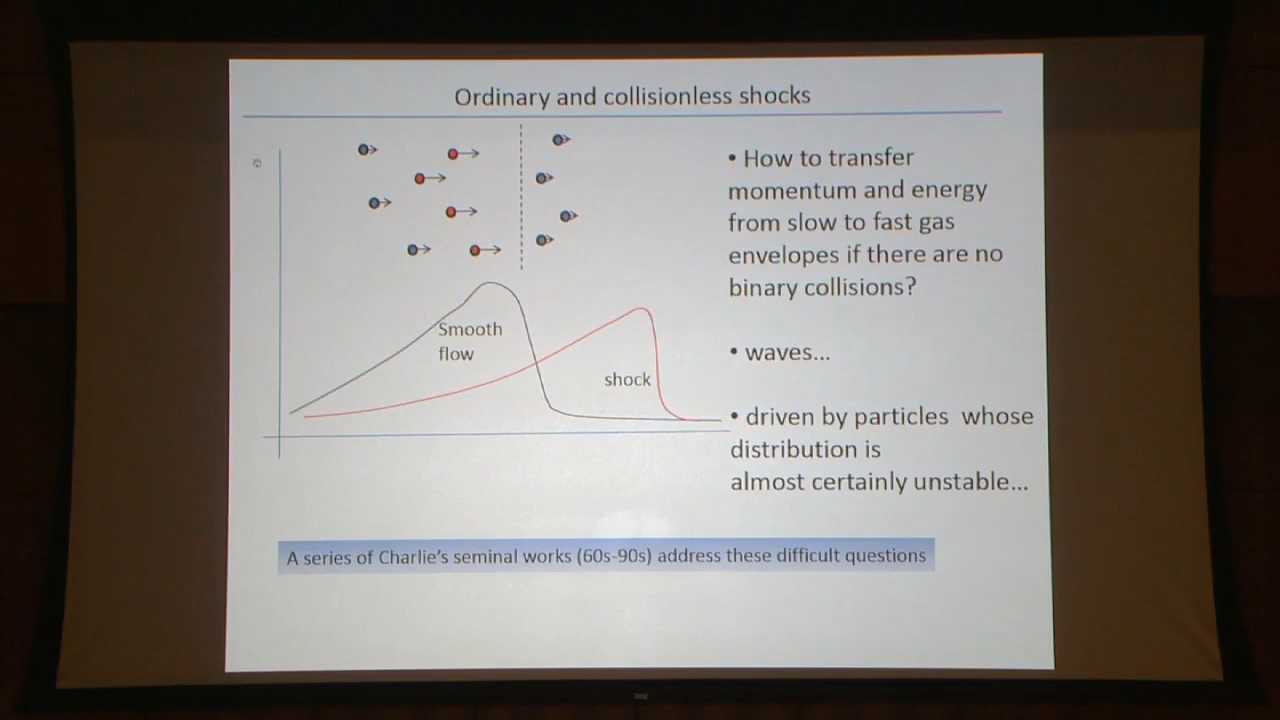 Ordinary and collisionless shocks
• How to transfer
momentum and energy
from slow to fast gas
envelopes if there are no
binary collisions?
Smooth
flow
• waves...
shock
• driven by particles whose
distribution is
almost certainly unstable...
A series of Charlie's seminal works (60s-90s) address these difficult questions